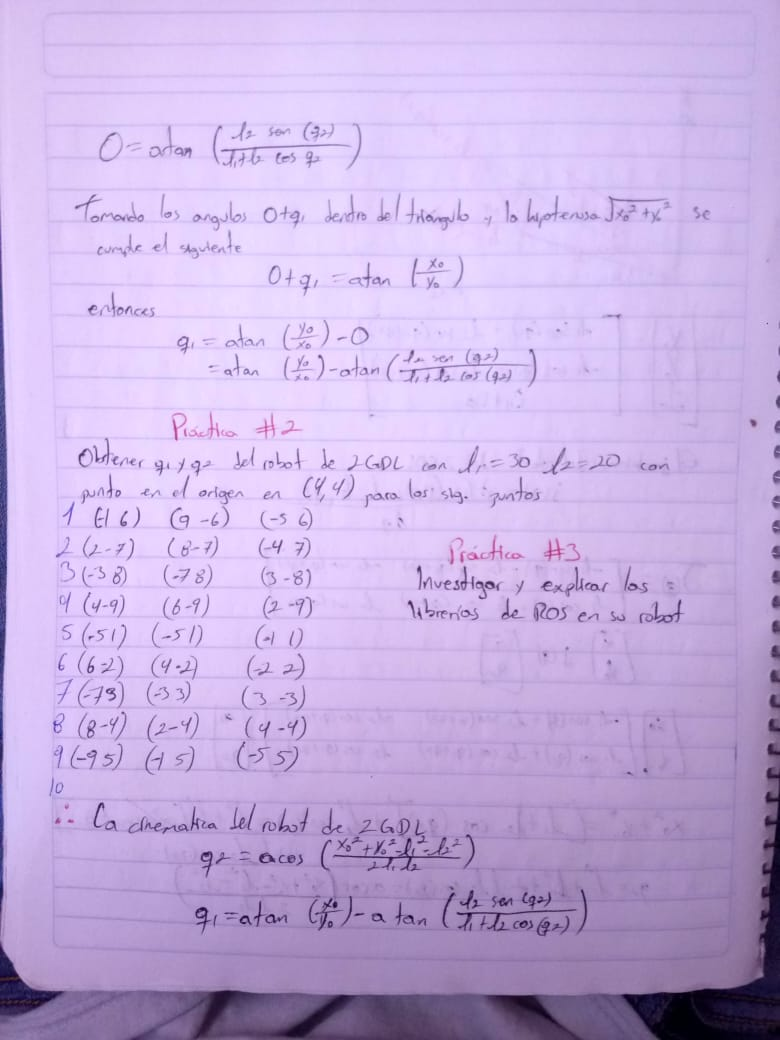 O = atan (l2 sen (q2) / l1+l2 cos q2)
Tomando los angulos O+q1 dentro del triángulo y la hipotenusa √x0²+y0² se
cumple el siguiente
O+q1 = atan (x0/y0)
entonces
q1 = atan (y0/x0) - O
= atan (y0/x0) - atan (l2 sen (q2) / l1+l2 cos (q2))
Práctica #2
Obtener q1 y q2 del robot de 2GDL con l1=30 l2=20 con
punto en el origen en (4,4) para los sig. puntos
1 (-1 6) (9 -6) (-5 6)
2 (2-7) (8-7) (-4 7)
3 (-3 8) (-7 8) (3 -8)
4 (4-9) (6-9) (2 -9)
5 (-5 1) (-5 1) (-1 1)
6 (6-2) (4-2) (-2 2)
7 (-7 3) (-3 3) (3 -3)
8 (8-4) (2-4) (4 -4)
9 (-9 5) (-1 5) (-5 5)
10
Práctica #3
Investigar y explicar las
librerías de ROS en su robot
∴ La cinematica del robot de 2GDL
q2 = acos (x0²+y0²-l1²-l2² / 2l1l2)
q1 = atan (x0/y0) - atan (l2 sen (q2) / l1+l2 cos (q2))